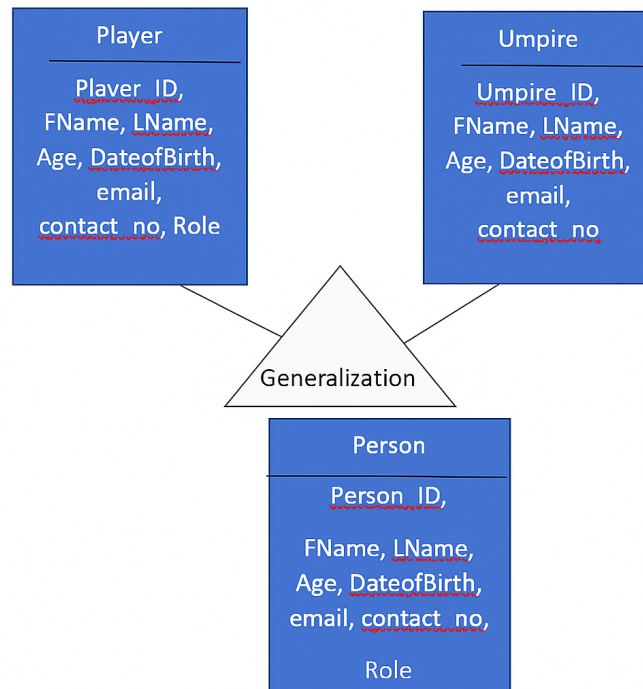 Player
Player_ID,
FName, LName,
Age, DateofBirth,
email,
contact_no, Role
Umpire
Umpire_ID,
FName, LName,
Age, DateofBirth,
email,
contact_no
Generalization
Person
Person_ID,
FName, LName,
Age, DateofBirth,
email, contact_no,
Role